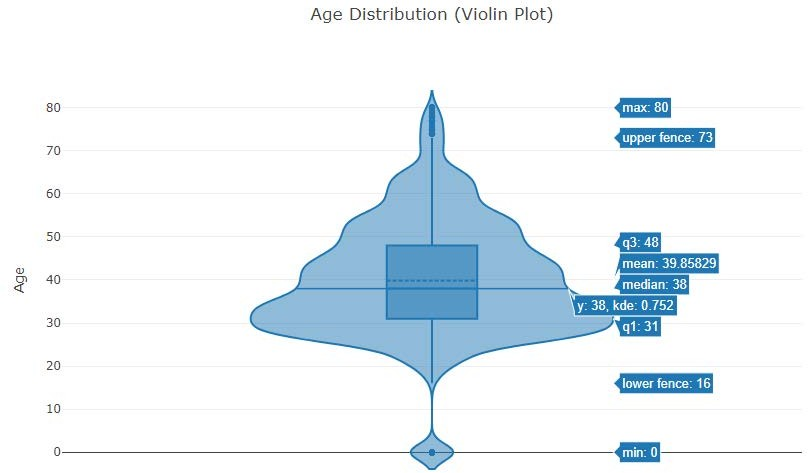 Age Distribution (Violin Plot)
80
70
60
50
40
30
20
10
0
Age
max: 80
upper fence: 73
q3: 48
mean: 39.85829
median: 38
y: 38, kde: 0.752
q1: 31
lower fence: 16
min: 0